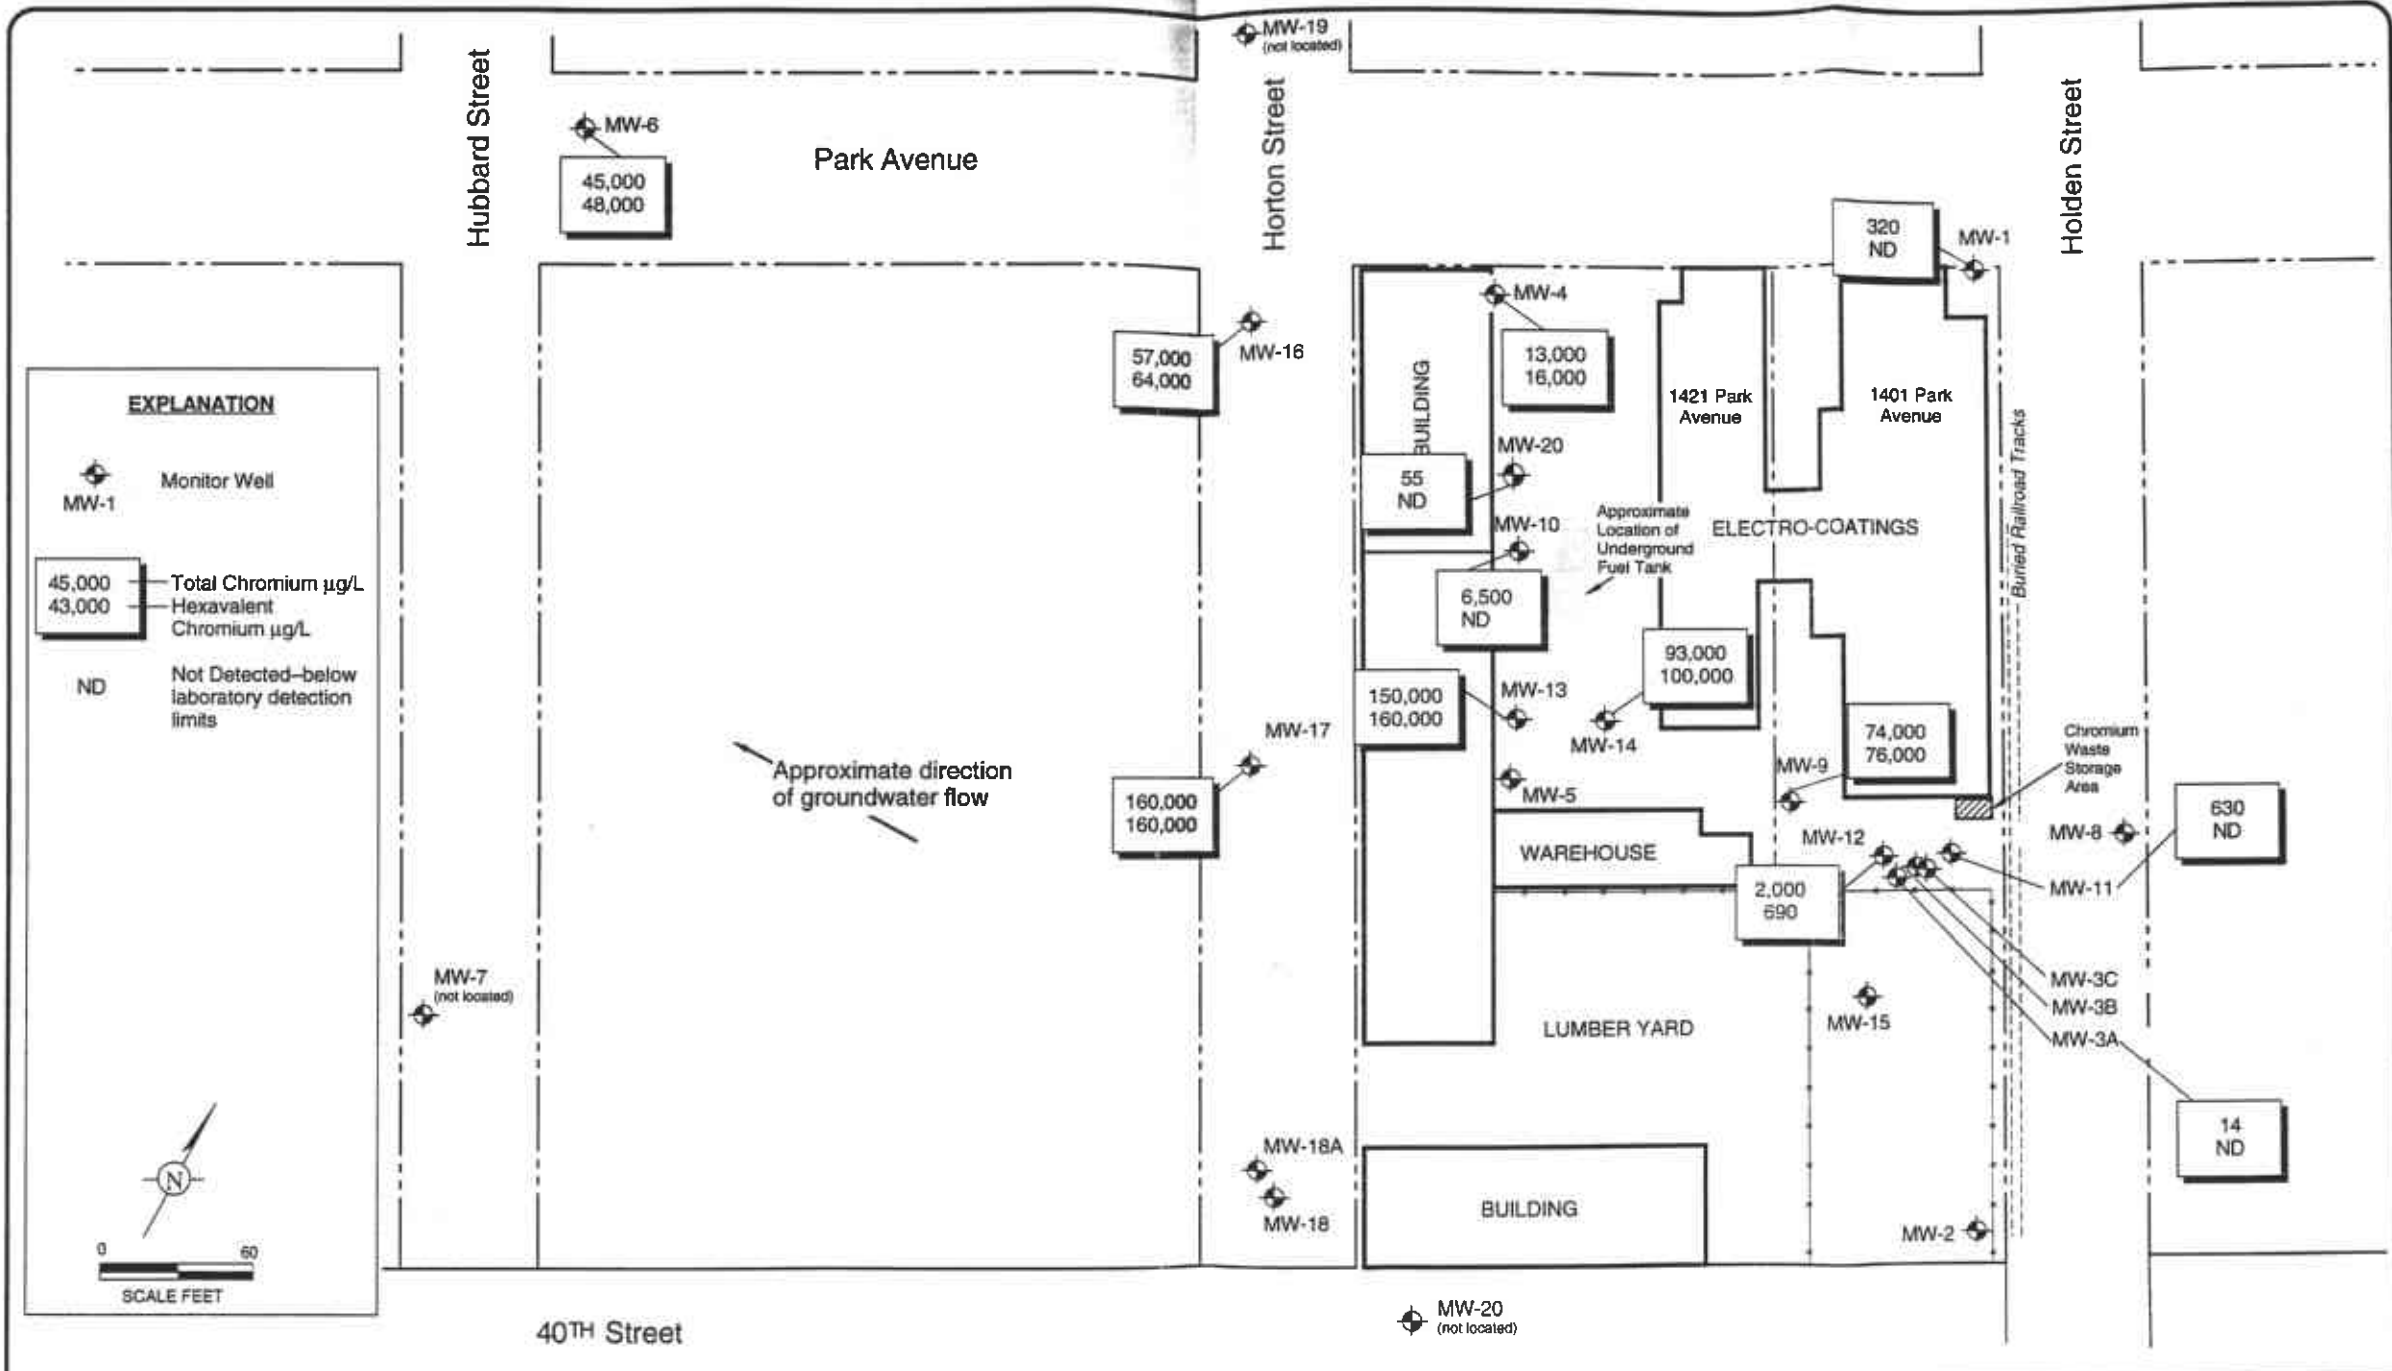 MW-19
(not located)
Hubbard Street
MW-6
45,000
48,000
Park Avenue
Horton Street
Holden Street
320
ND
MW-1
MW-4
13,000
16,000
57,000
64,000
MW-16
BUILDING
1421 Park
Avenue
1401 Park
Avenue
MW-20
55
ND
MW-10
6,500
ND
Approximate
Location of
Underground
Fuel Tank
ELECTRO-COATINGS
Buried Railroad Tracks
93,000
100,000
150,000
160,000
MW-13
MW-14
MW-17
160,000
160,000
MW-5
MW-9
74,000
76,000
Chromium
Waste
Storage
Area
MW-8
630
ND
MW-12
WAREHOUSE
2,000
690
MW-11
MW-3C
MW-3B
MW-3A
14
ND
MW-15
LUMBER YARD
Approximate direction
of groundwater flow
MW-7
(not located)
MW-18A
MW-18
BUILDING
MW-2
MW-20
(not located)
40TH Street
EXPLANATION
MW-1
Monitor Well
45,000
43,000
Total Chromium µg/L
Hexavalent
Chromium µg/L
ND
Not Detected–below
laboratory detection
limits
N
0 60
SCALE FEET